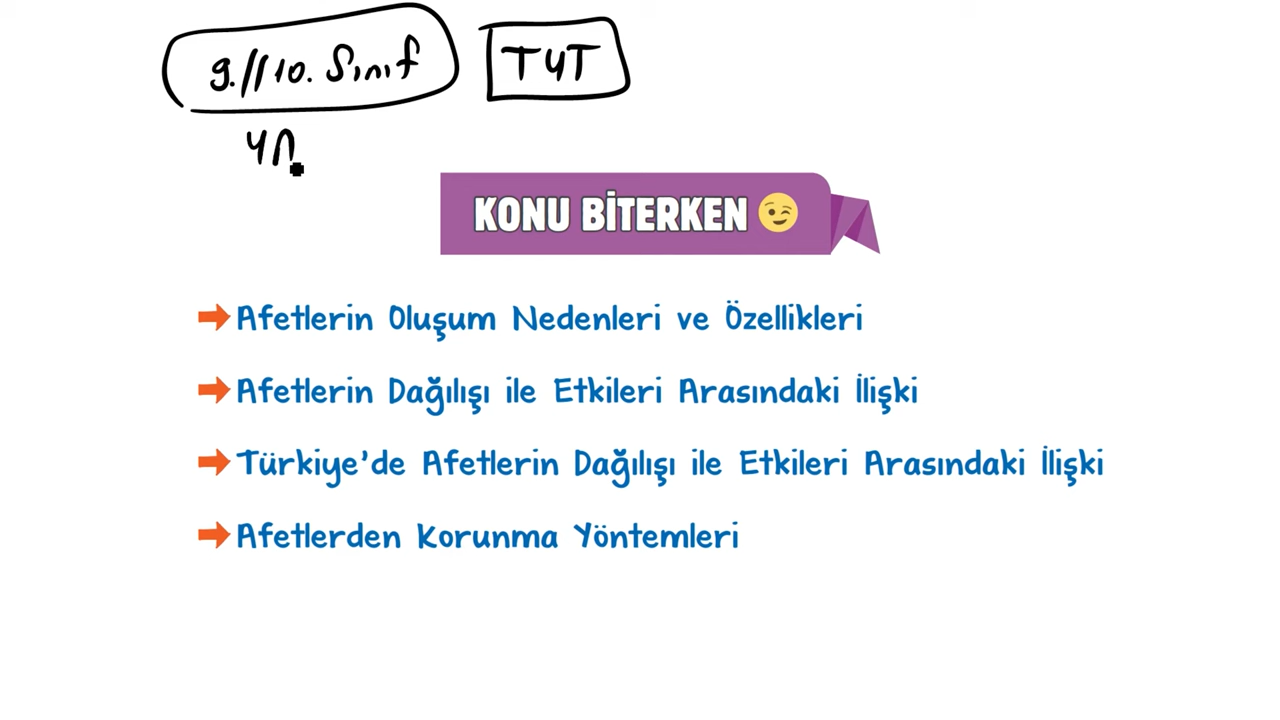 9.//10. Sınıf TYT
KONU BİTERKEN
Afetlerin Oluşum Nedenleri ve Özellikleri
Afetlerin Dağılışı ile Etkileri Arasındaki İlişki
Türkiye'de Afetlerin Dağılışı ile Etkileri Arasındaki İlişki
Afetlerden Korunma Yöntemleri